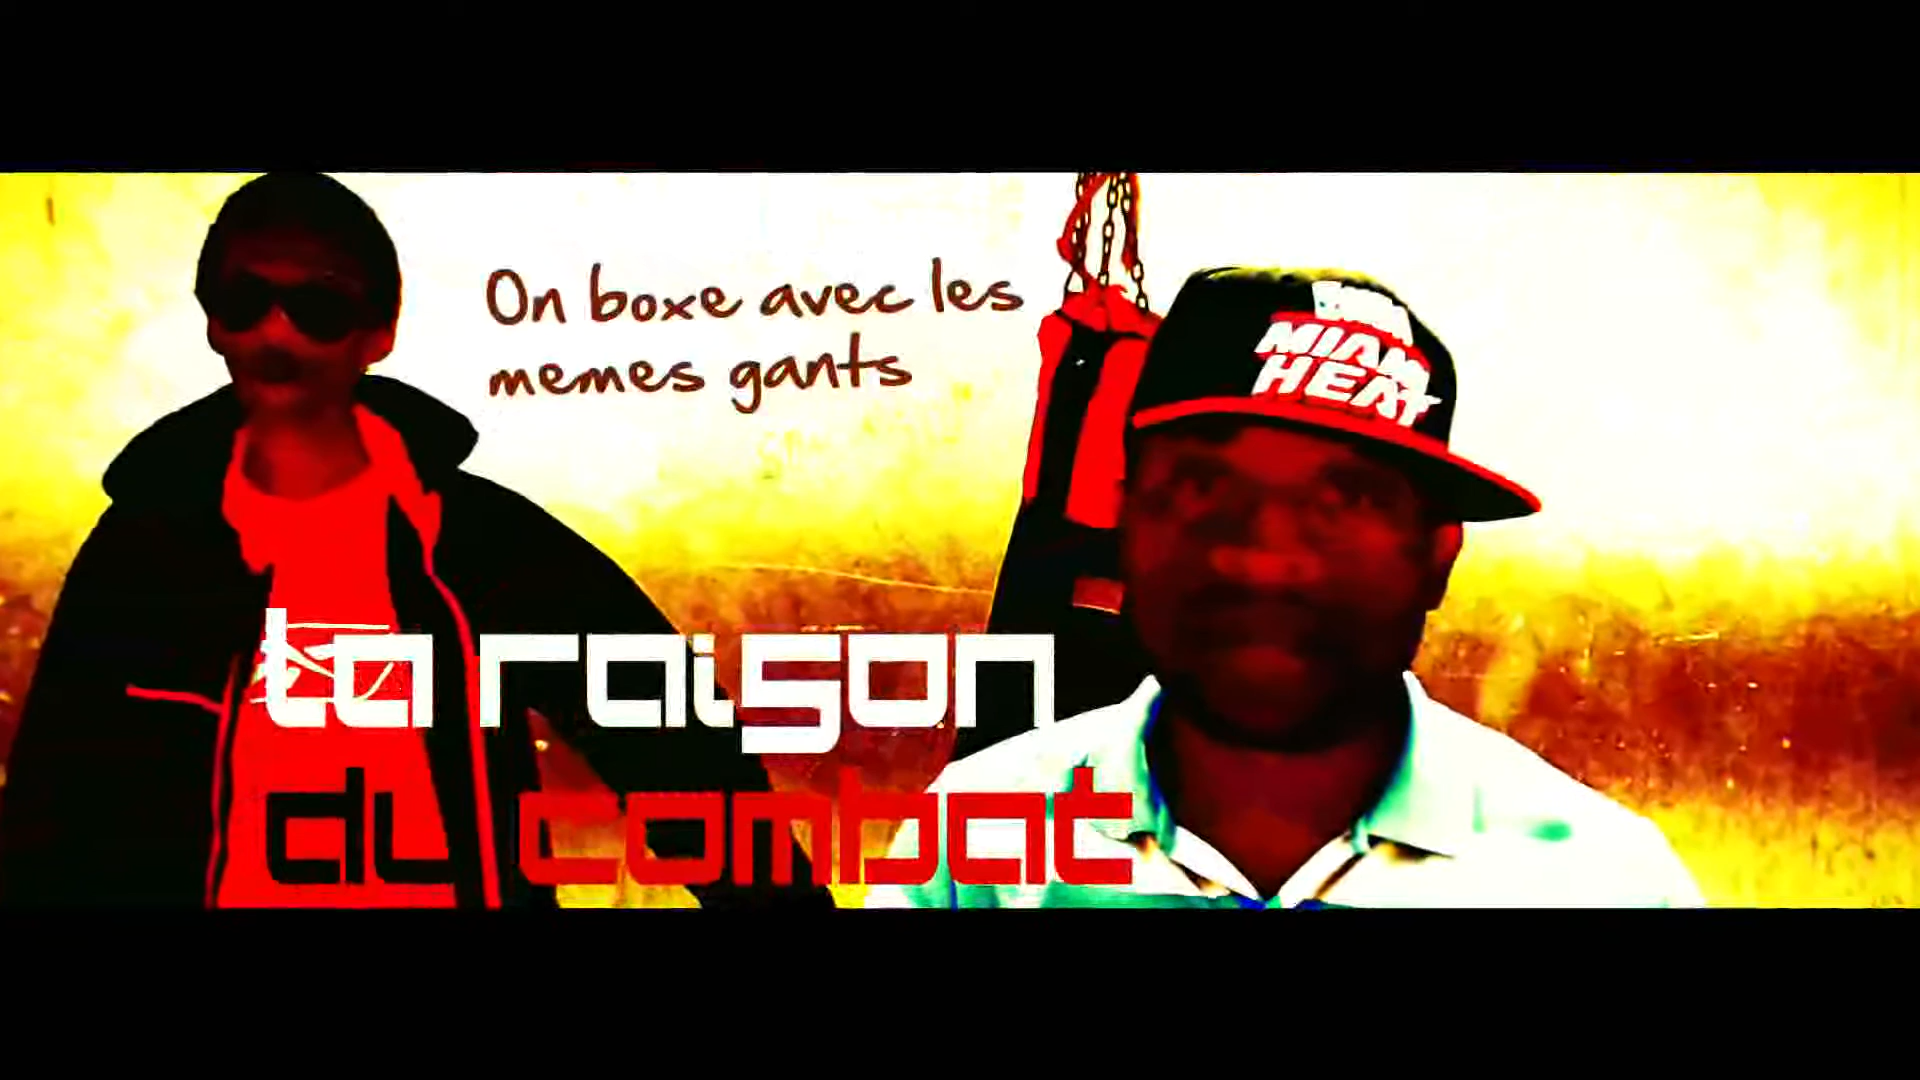 On boxe avec les
memes gants
MIAMI
HEAT
la raison
du combat